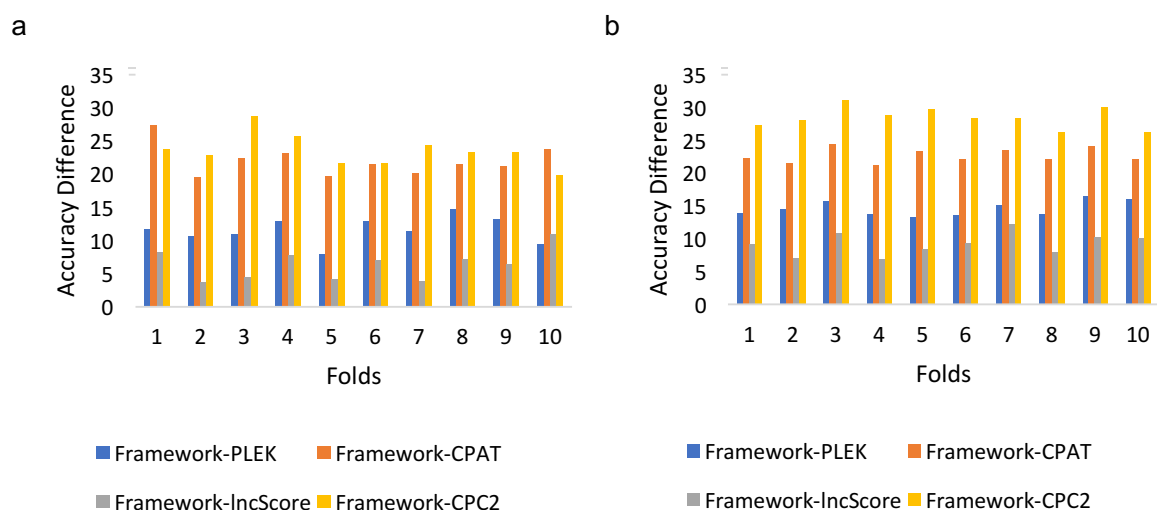 a
35
30
25
20
15
10
5
0
Accuracy Difference
1 2 3 4 5 6 7 8 9 10
Folds
Framework-PLEK Framework-CPAT
Framework-lncScore Framework-CPC2
b
35
30
25
20
15
10
5
0
Accuracy Difference
1 2 3 4 5 6 7 8 9 10
Folds
Framework-PLEK Framework-CPAT
Framework-lncScore Framework-CPC2